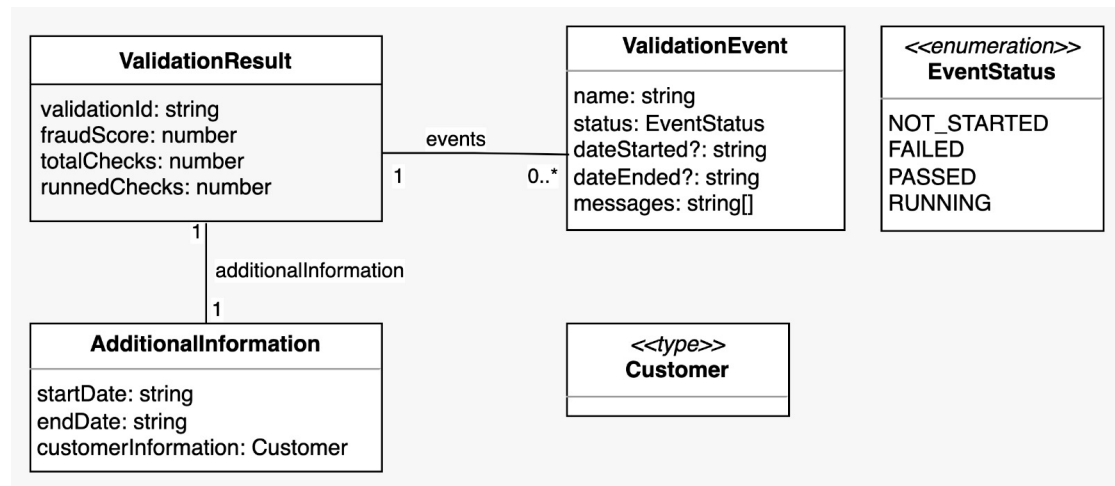 ValidationResult
validationId: string
fraudScore: number
totalChecks: number
runnedChecks: number
events
1
0..*
ValidationEvent
name: string
status: EventStatus
dateStarted?: string
dateEnded?: string
messages: string[]
<<enumeration>>
EventStatus
NOT_STARTED
FAILED
PASSED
RUNNING
1
additionalInformation
1
AdditionalInformation
startDate: string
endDate: string
customerInformation: Customer
<<type>>
Customer